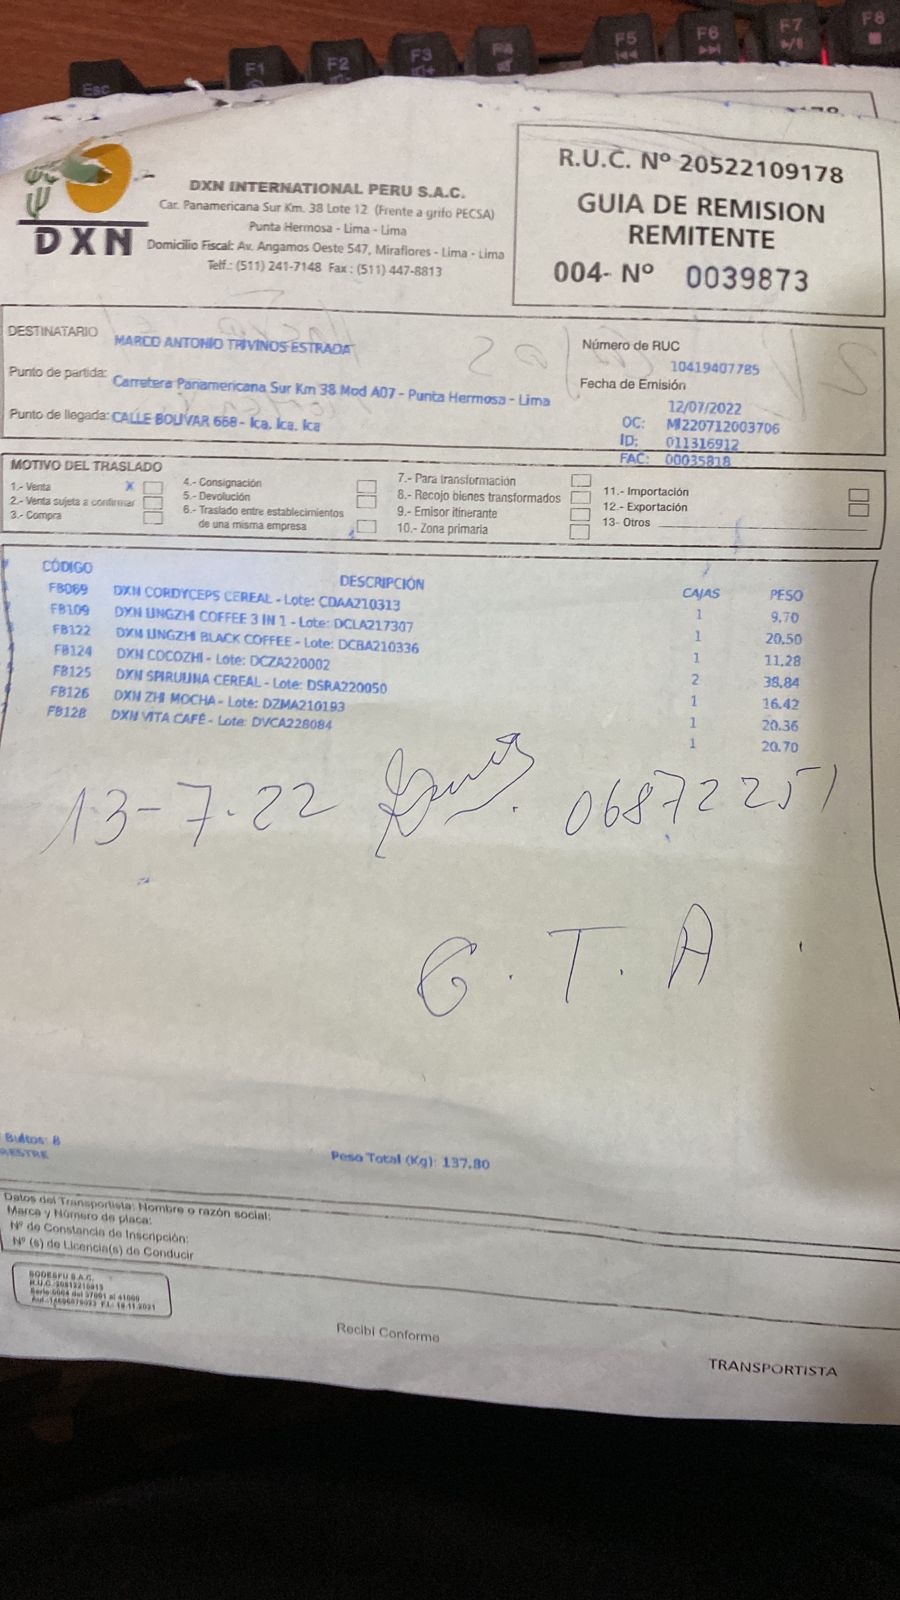 Esc F1 F2 F3 F4 F5 F6 F7 F8
DXN
DXN INTERNATIONAL PERU S.A.C.
Car. Panamericana Sur Km. 38 Lote 12 (Frente a grifo PECSA)
Punta Hermosa - Lima - Lima
Domicilio Fiscal: Av. Angamos Oeste 547, Miraflores - Lima - Lima
Telf.: (511) 241-7148 Fax : (511) 447-8813
R.U.C. Nº 20522109178
GUIA DE REMISION
REMITENTE
004- Nº 0039873
DESTINATARIO MARCO ANTONIO TRIVIÑOS ESTRADA
Punto de partida: Carretera Panamericana Sur Km 38 Mod A07 - Punta Hermosa - Lima
Punto de llegada: CALLE BOLIVAR 668 - Ica, Ica, Ica
Número de RUC
10419407785
Fecha de Emisión
12/07/2022
OC: MI220712003706
ID: 011316912
FAC: 00035818
MOTIVO DEL TRASLADO
1.- Venta X
2.- Venta sujeta a confirmar
3.- Compra
4.- Consignación
5.- Devolución
6.- Traslado entre establecimientos
de una misma empresa
7.- Para transformación
8.- Recojo bienes transformados
9.- Emisor itinerante
10.- Zona primaria
11.- Importación
12.- Exportación
13- Otros
CÓDIGO DESCRIPCIÓN CAJAS PESO
FB069 DXN CORDYCEPS CEREAL - Lote: CDAA210313 1 9.70
FB109 DXN LINGZHI COFFEE 3 IN 1 - Lote: DCLA217307 1 20.50
FB122 DXN LINGZHI BLACK COFFEE - Lote: DCBA210336 1 11.28
FB124 DXN COCOZHI - Lote: DCZA220002 2 38.84
FB125 DXN SPIRULINA CEREAL - Lote: DSRA220050 1 16.42
FB126 DXN ZHI MOCHA - Lote: DZMA210193 1 20.36
FB128 DXN VITA CAFÉ - Lote: DVCA228084 1 20.70
13-7-22 06872251
G.T.A
Bultos: 8
RESTRE
Peso Total (Kg): 137.80
Datos del Transportista: Nombre o razón social:
Marca y Número de placa:
Nº de Constancia de Inscripción:
Nº (s) de Licencia(s) de Conducir
Recibí Conforme
TRANSPORTISTA